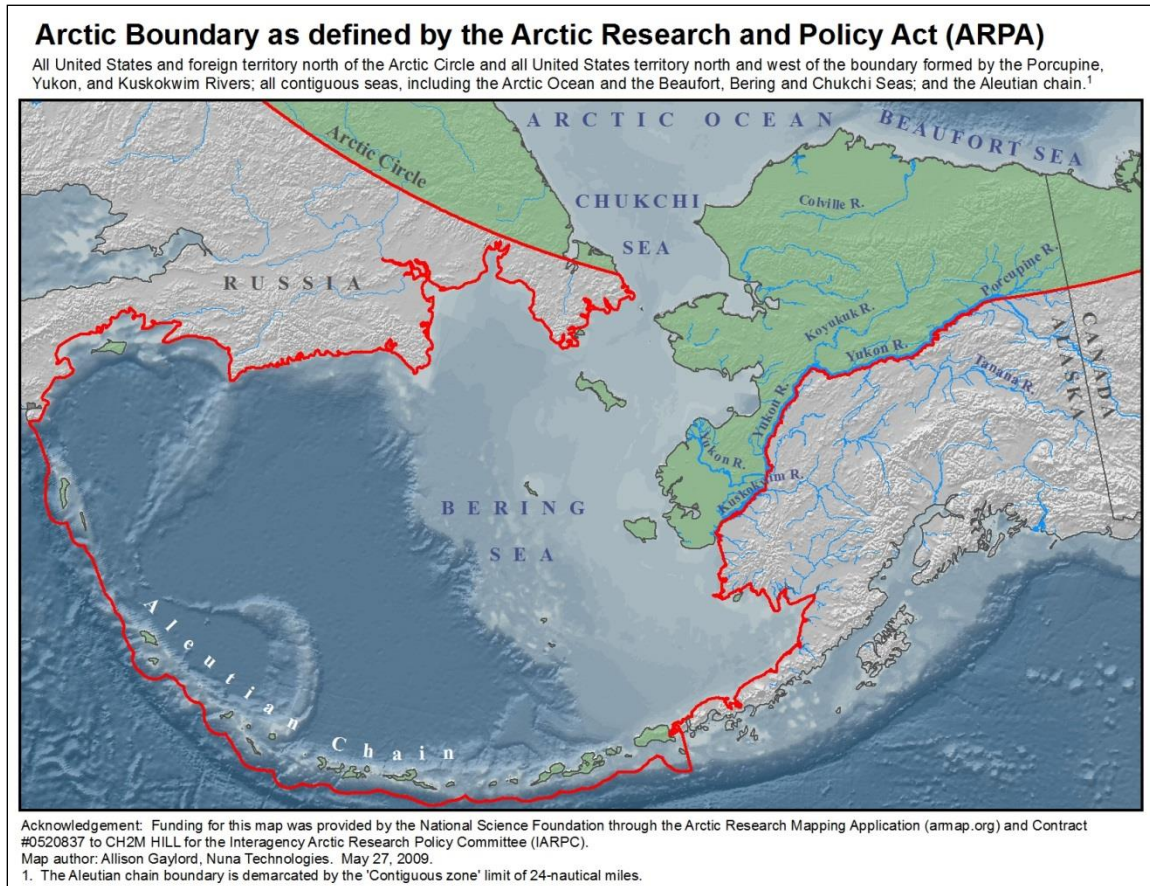 Arctic Boundary as defined by the Arctic Research and Policy Act (ARPA)
All United States and foreign territory north of the Arctic Circle and all United States territory north and west of the boundary formed by the Porcupine,
Yukon, and Kuskokwim Rivers; all contiguous seas, including the Arctic Ocean and the Beaufort, Bering and Chukchi Seas; and the Aleutian chain.¹
ARCTIC OCEAN
BEAUFORT SEA
Arctic Circle
CHUKCHI
SEA
Colville R.
RUSSIA
Porcupine R.
Koyukuk R.
Yukon R.
CANADA
ALASKA
Tanana R.
Yukon R.
Yukon R.
Kuskokwim R.
BERING
SEA
Aleutian Chain
Acknowledgement: Funding for this map was provided by the National Science Foundation through the Arctic Research Mapping Application (armap.org) and Contract
#0520837 to CH2M HILL for the Interagency Arctic Research Policy Committee (IARPC).
Map author: Allison Gaylord, Nuna Technologies. May 27, 2009.
1. The Aleutian chain boundary is demarcated by the 'Contiguous zone' limit of 24-nautical miles.